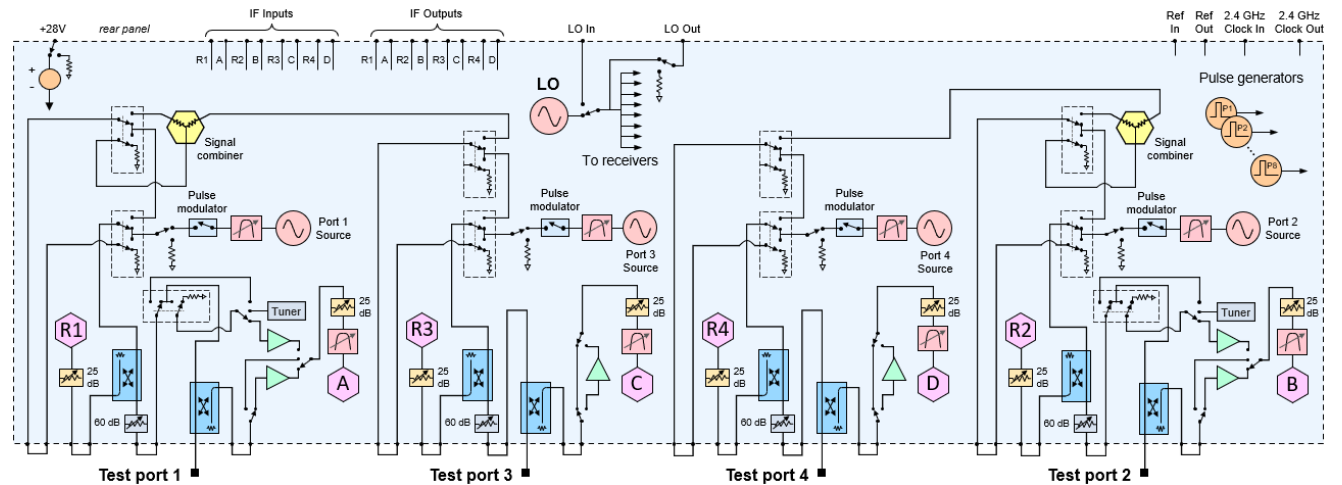 +28V
rear panel
IF Inputs
IF Outputs
LO In
LO Out
Ref
In
Ref
Out
2.4 GHz
Clock In
2.4 GHz
Clock Out
R1 A R2 B R3 C R4 D
R1 A R2 B R3 C R4 D
+
-
LO
To receivers
Pulse generators
P1
P2
P8
Signal
combiner
Signal
combiner
Pulse
modulator
Port 1
Source
Pulse
modulator
Port 3
Source
Pulse
modulator
Port 4
Source
Pulse
modulator
Port 2
Source
R1
25
dB
60 dB
Tuner
25
dB
A
R3
25
dB
60 dB
25
dB
C
R4
25
dB
60 dB
25
dB
D
R2
25
dB
60 dB
Tuner
25
dB
B
Test port 1
Test port 3
Test port 4
Test port 2